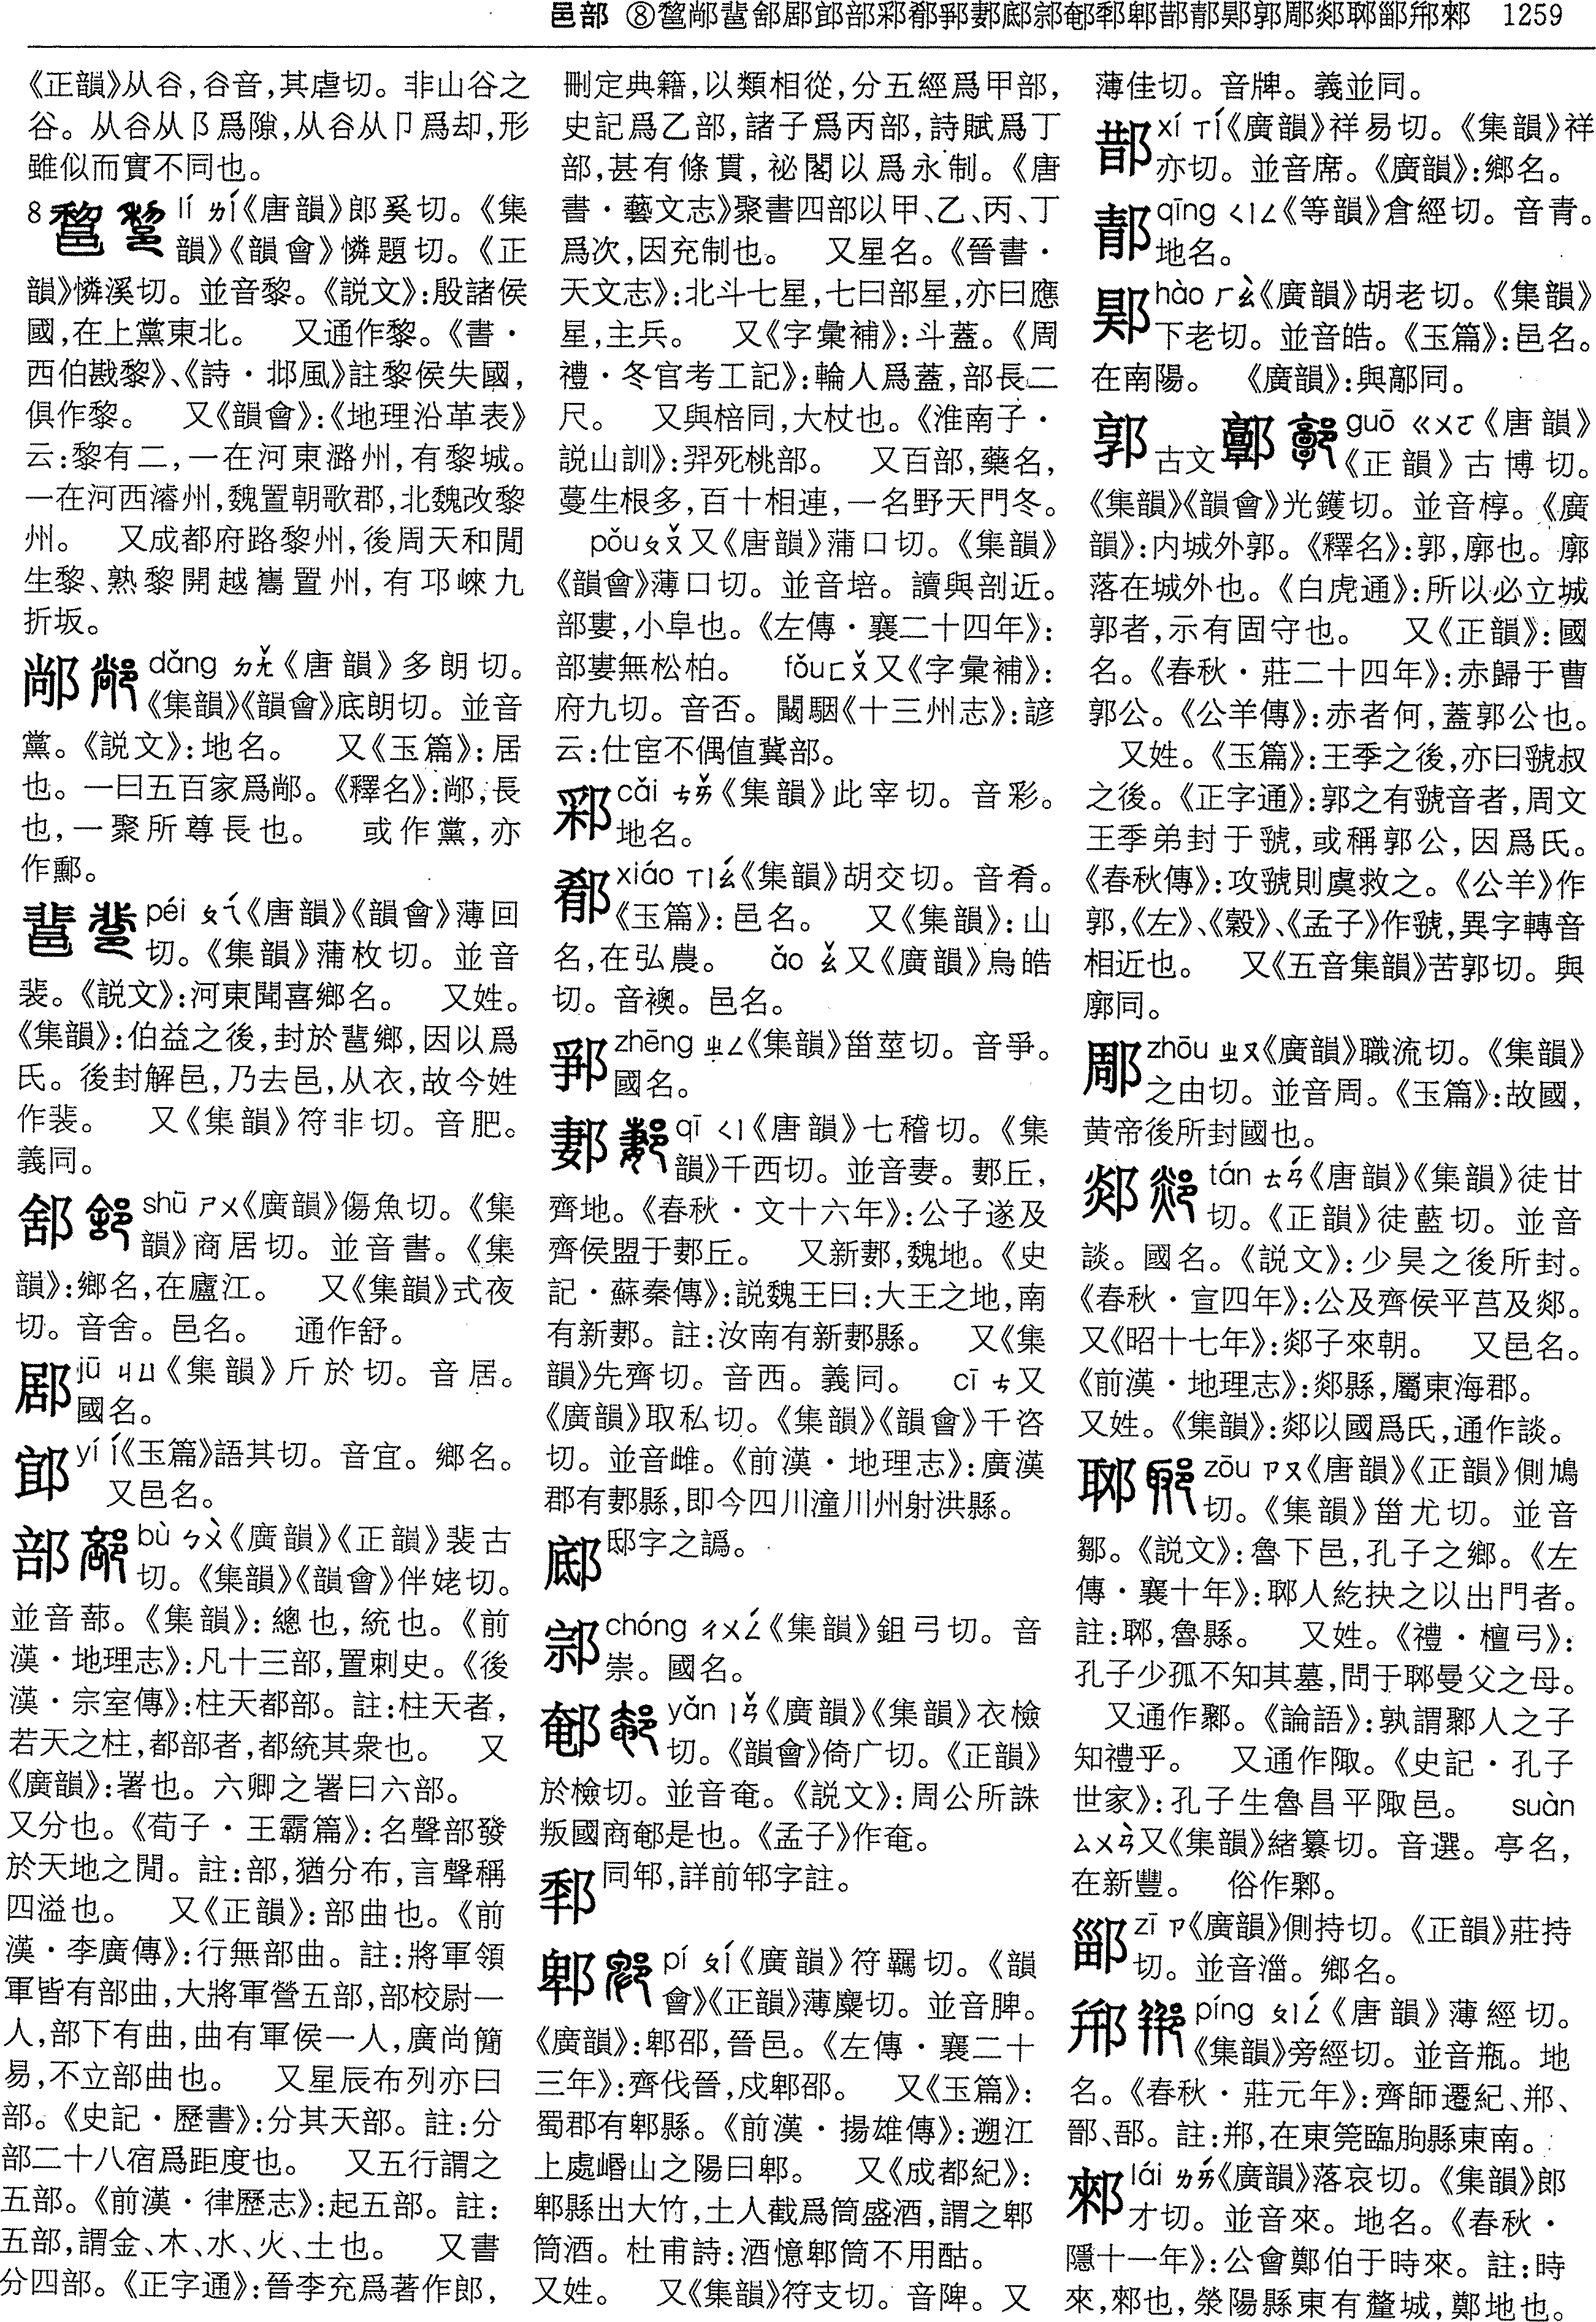 邑部 ⑧𨛫鄌𨛬䣄䣅䢷部䣋郩䣇郪䣌䣃郁郵郫䣀郬䣆郭郮郯郰鄑郱郲 1259
《正韻》从谷,谷音,其虐切。非山谷之
谷。从谷从阝爲隙,从谷从卩爲却,形
雖似而實不同也。
8 lí ㄌㄧˊ《唐韻》郎奚切。《集
韻》《韻會》憐題切。《正
韻》憐溪切。並音黎。《説文》:殷諸侯
國,在上黨東北。 又通作黎。《書·
西伯戡黎》、《詩·邶風》註黎侯失國,
俱作黎。 又《韻會》:《地理沿革表》
云:黎有二,一在河東潞州,有黎城。
一在河西濬州,魏置朝歌郡,北魏改黎
州。 又成都府路黎州,後周天和閒
生黎、熟黎開越巂置州,有邛崍九
折坂。
dǎng ㄉㄤˇ《唐韻》多朗切。
《集韻》《韻會》底朗切。並音
黨。《説文》:地名。 又《玉篇》:居
也。一曰五百家爲。《釋名》:,長
也,一聚所尊長也。 或作黨,亦
作鄺。
péi ㄆㄟˊ《唐韻》《韻會》薄回
切。《集韻》蒲枚切。並音
裴。《説文》:河東聞喜鄉名。 又姓。
《集韻》:伯益之後,封於鄉,因以爲
氏。後封解邑,乃去邑,从衣,故今姓
作裴。 又《集韻》符非切。音肥。
義同。
shū ㄕㄨ《廣韻》傷魚切。《集
韻》商居切。並音書。《集
韻》:鄉名,在廬江。 又《集韻》式夜
切。音舍。邑名。 通作舒。
jū ㄐㄩ《集韻》斤於切。音居。
國名。
yí ㄧˊ《玉篇》語其切。音宜。鄉名。
又邑名。
部 bù ㄅㄨˋ《廣韻》《正韻》裴古
切。《集韻》《韻會》伴姥切。
並音蔀。《集韻》:總也,統也。《前
漢·地理志》:凡十三部,置刺史。《後
漢·宗室傳》:柱天都部。註:柱天者,
若天之柱,都部者,都統其衆也。 又
《廣韻》:署也。六卿之署曰六部。
又分也。《荀子·王霸篇》:名聲部發
於天地之閒。註:部,猶分布,言聲稱
四溢也。 又《正韻》:部曲也。《前
漢·李廣傳》:行無部曲。註:將軍領
軍皆有部曲,大將軍營五部,部校尉一
人,部下有曲,曲有軍侯一人,廣尚簡
易,不立部曲也。 又星辰布列亦曰
部。《史記·歷書》:分其天部。註:分
部二十八宿爲距度也。 又五行謂之
五部。《前漢·律歷志》:起五部。註:
五部,謂金、木、水、火、土也。 又書
分四部。《正字通》:晉李充爲著作郎,
刪定典籍,以類相從,分五經爲甲部,
史記爲乙部,諸子爲丙部,詩賦爲丁
部,甚有條貫,祕閣以爲永制。《唐
書·藝文志》聚書四部以甲、乙、丙、丁
爲次,因充制也。 又星名。《晉書·
天文志》:北斗七星,七曰部星,亦曰應
星,主兵。 又《字彙補》:斗蓋。《周
禮·冬官考工記》:輪人爲蓋,部長二
尺。 又與棓同,大杖也。《淮南子·
説山訓》:羿死桃部。 又百部,藥名,
蔓生根多,百十相連,一名野天門冬。
pǒu ㄆㄡˇ又《唐韻》蒲口切。《集韻》
《韻會》薄口切。並音培。讀與剖近。
部婁,小阜也。《左傳·襄二十四年》:
部婁無松柏。 fǒu ㄈㄡˇ又《字彙補》:
府九切。音否。闞駰《十三州志》:諺
云:仕宦不偶值冀部。
cǎi ㄘㄞˇ《集韻》此宰切。音彩。
地名。
郩 xiáo ㄒㄧㄠˊ《集韻》胡交切。音肴。
《玉篇》:邑名。 又《集韻》:山
名,在弘農。 ǎo ㄠˇ又《廣韻》烏皓
切。音襖。邑名。
zhēng ㄓㄥ《集韻》甾莖切。音爭。
國名。
郪 qī ㄑㄧ《唐韻》七稽切。《集
韻》千西切。並音妻。郪丘,
齊地。《春秋·文十六年》:公子遂及
齊侯盟于郪丘。 又新郪,魏地。《史
記·蘇秦傳》:説魏王曰:大王之地,南
有新郪。註:汝南有新郪縣。 又《集
韻》先齊切。音西。義同。 cī ㄘ又
《廣韻》取私切。《集韻》《韻會》千咨
切。並音雌。《前漢·地理志》:廣漢
郡有郪縣,即今四川潼川州射洪縣。
邸字之譌。
chóng ㄔㄨㄥˊ《集韻》鉏弓切。音
崇。國名。
yǎn ㄧㄢˇ《廣韻》《集韻》衣檢
切。《韻會》倚广切。《正韻》
於檢切。並音奄。《説文》:周公所誅
叛國商郁是也。《孟子》作奄。
同邾,詳前邾字註。
郫 pí ㄆㄧˊ《廣韻》符羈切。《韻
會》《正韻》薄麋切。並音脾。
《廣韻》:郫邵,晉邑。《左傳·襄二十
三年》:齊伐晉,戍郫邵。 又《玉篇》:
蜀郡有郫縣。《前漢·揚雄傳》:遡江
上處崏山之陽曰郫。 又《成都紀》:
郫縣出大竹,土人截爲筒盛酒,謂之郫
筒酒。杜甫詩:酒憶郫筒不用酤。
又姓。 又《集韻》符支切。音陴。又
薄佳切。音牌。義並同。
xí ㄒㄧˊ《廣韻》祥易切。《集韻》祥
亦切。並音席。《廣韻》:鄉名。
郬 qīng ㄑㄧㄥ《等韻》倉經切。音青。
地名。
hào ㄏㄠˋ《廣韻》胡老切。《集韻》
下老切。並音皓。《玉篇》:邑名。
在南陽。 《廣韻》:與鄗同。
郭 古文 guō ㄍㄨㄛ《唐韻》
《正韻》古博切。
《集韻》《韻會》光鑊切。並音椁。《廣
韻》:内城外郭。《釋名》:郭,廓也。廓
落在城外也。《白虎通》:所以必立城
郭者,示有固守也。 又《正韻》:國
名。《春秋·莊二十四年》:赤歸于曹
郭公。《公羊傳》:赤者何,蓋郭公也。
又姓。《玉篇》:王季之後,亦曰虢叔
之後。《正字通》:郭之有虢音者,周文
王季弟封于虢,或稱郭公,因爲氏。
《春秋傳》:攻虢則虞救之。《公羊》作
郭,《左》、《穀》、《孟子》作虢,異字轉音
相近也。 又《五音集韻》苦郭切。與
廓同。
郮 zhōu ㄓㄡ《廣韻》職流切。《集韻》
之由切。並音周。《玉篇》:故國,
黄帝後所封國也。
郯 tán ㄊㄢˊ《唐韻》《集韻》徒甘
切。《正韻》徒藍切。並音
談。國名。《説文》:少昊之後所封。
《春秋·宣四年》:公及齊侯平莒及郯。
又《昭十七年》:郯子來朝。 又邑名。
《前漢·地理志》:郯縣,屬東海郡。
又姓。《集韻》:郯以國爲氏,通作談。
郰 zōu ㄗㄡ《唐韻》《正韻》側鳩
切。《集韻》甾尤切。並音
鄒。《説文》:魯下邑,孔子之鄉。《左
傳·襄十年》:郰人紇抉之以出門者。
註:郰,魯縣。 又姓。《禮·檀弓》:
孔子少孤不知其墓,問于郰曼父之母。
又通作鄹。《論語》:孰謂鄹人之子
知禮乎。 又通作陬。《史記·孔子
世家》:孔子生魯昌平陬邑。 suàn
ㄙㄨㄢˋ又《集韻》緒纂切。音選。亭名,
在新豐。 俗作鄹。
zī ㄗ《廣韻》側持切。《正韻》莊持
切。並音淄。鄉名。
郱 píng ㄆㄧㄥˊ《唐韻》薄經切。
《集韻》旁經切。並音瓶。地
名。《春秋·莊元年》:齊師遷紀、郱、
鄑、郚。註:郱,在東莞臨朐縣東南。
郲 lái ㄌㄞˊ《廣韻》落哀切。《集韻》郎
才切。並音來。地名。《春秋·
隱十一年》:公會鄭伯于時來。註:時
來,郲也,滎陽縣東有釐城,鄭地也。